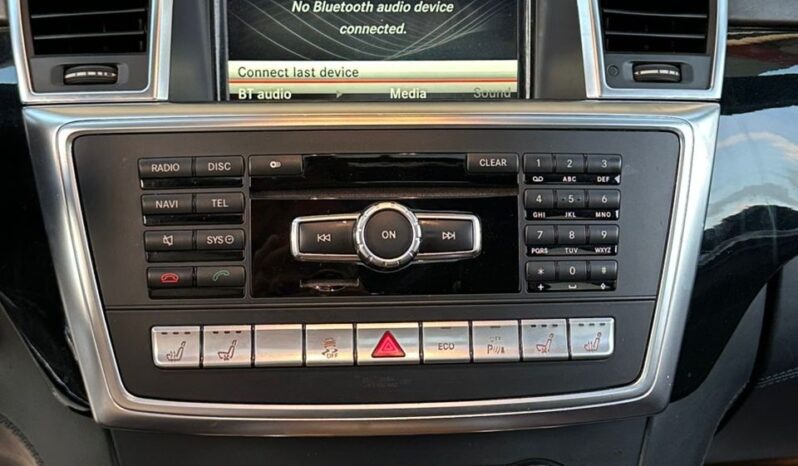 No Bluetooth audio device
connected.
Connect last device
BT audio Media Sound
RADIO DISC CLEAR 1 2 3
ABC DEF
NAVI TEL 4 5 6
GHI JKL MNO
ON 7 8 9
SYS
PQRS TUV WXYZ
* 0 #
+
OFF ECO P OFF